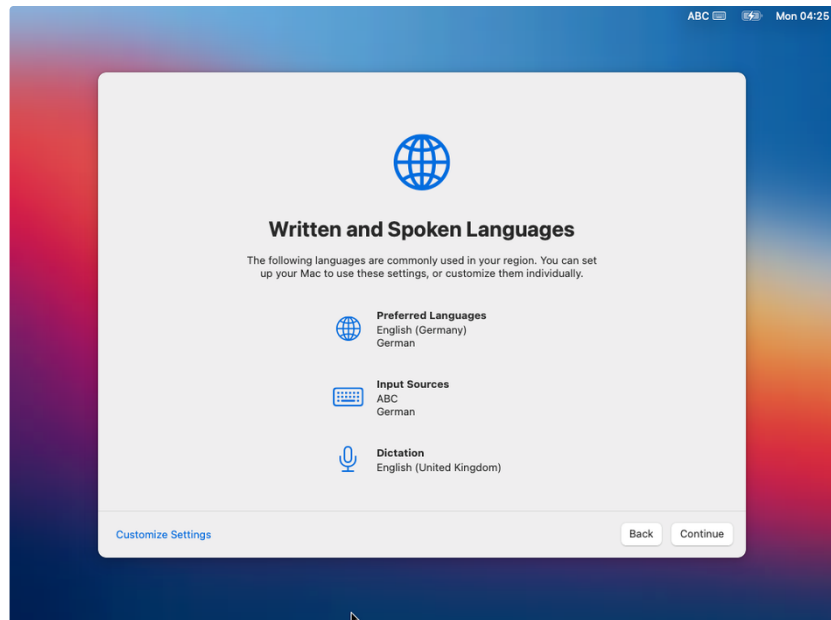 ABC Mon 04:25
Written and Spoken Languages
The following languages are commonly used in your region. You can set
up your Mac to use these settings, or customize them individually.
Preferred Languages
English (Germany)
German
Input Sources
ABC
German
Dictation
English (United Kingdom)
Customize Settings Back Continue